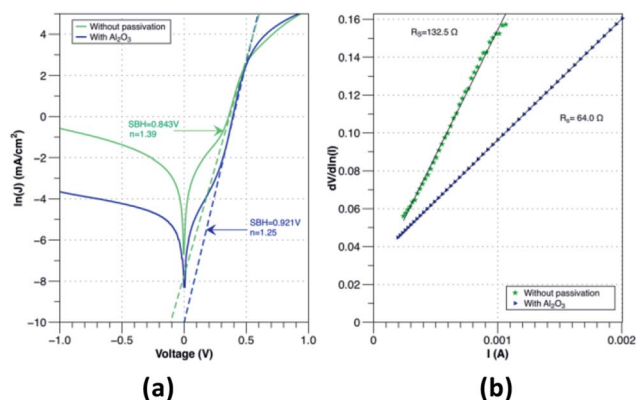 Without passivation
With Al₂O₃
SBH=0.843V
n=1.39
SBH=0.921V
n=1.25
ln(J) (mA/cm²)
4
2
0
−2
−4
−6
−8
−10
−1.0
−0.5
0
0.5
1.0
Voltage (V)
(a)
R_S=132.5 Ω
R_s= 64.0 Ω
dV/dln(I)
0.16
0.14
0.12
0.10
0.08
0.06
0.04
0.02
0.00
Without passivation
With Al₂O₃
0
0.001
0.002
I (A)
(b)